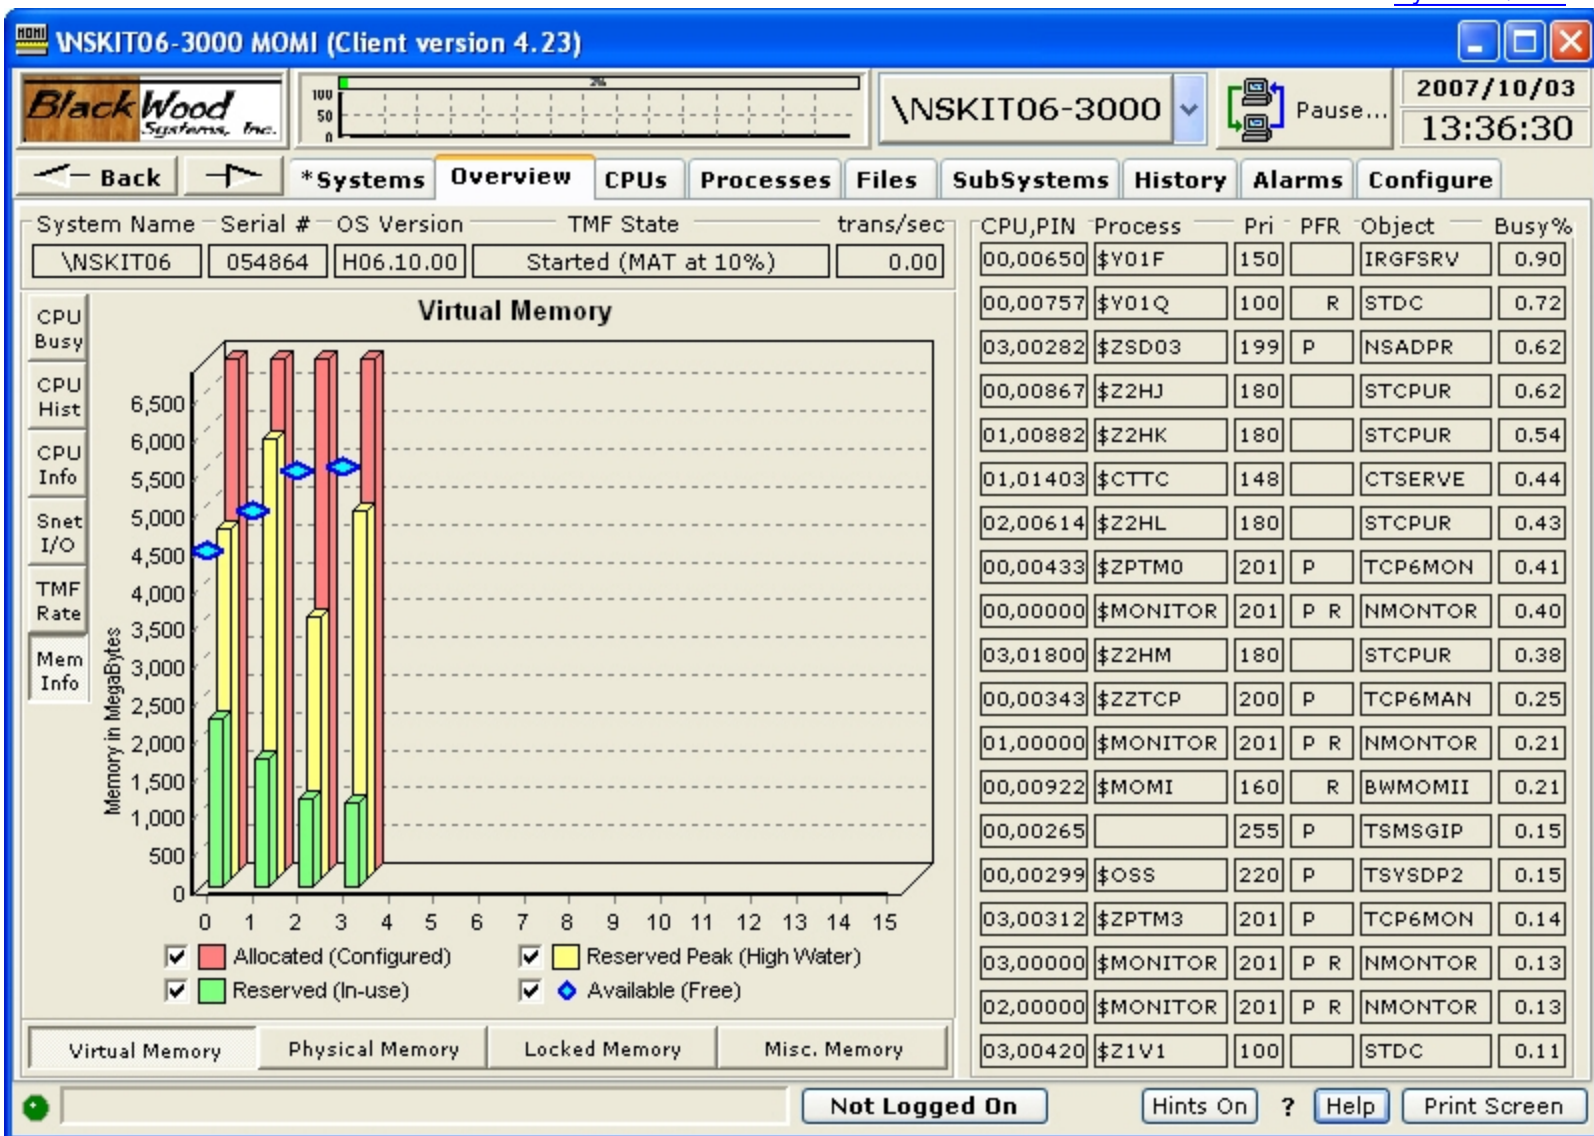 \NSKIT06-3000 MOMI (Client version 4.23)
BlackWood Systems, Inc.
2%
100
50
0
\NSKIT06-3000
Pause...
2007/10/03
13:36:30
Back
*Systems Overview CPUs Processes Files SubSystems History Alarms Configure
System Name Serial # OS Version TMF State trans/sec
\NSKIT06 054864 H06.10.00 Started (MAT at 10%) 0.00
CPU Busy
CPU Hist
CPU Info
Snet I/O
TMF Rate
Mem Info
Virtual Memory
Memory in MegaBytes
6,500
6,000
5,500
5,000
4,500
4,000
3,500
3,000
2,500
2,000
1,500
1,000
500
0
0 1 2 3 4 5 6 7 8 9 10 11 12 13 14 15
Allocated (Configured) Reserved Peak (High Water)
Reserved (In-use) Available (Free)
Virtual Memory Physical Memory Locked Memory Misc. Memory
CPU,PIN Process Pri PFR Object Busy%
00,00650 $Y01F 150 IRGFSRV 0.90
00,00757 $Y01Q 100 R STDC 0.72
03,00282 $ZSD03 199 P NSADPR 0.62
00,00867 $Z2HJ 180 STCPUR 0.62
01,00882 $Z2HK 180 STCPUR 0.54
01,01403 $CTTC 148 CTSERVE 0.44
02,00614 $Z2HL 180 STCPUR 0.43
00,00433 $ZPTM0 201 P TCP6MON 0.41
00,00000 $MONITOR 201 P R NMONTOR 0.40
03,01800 $Z2HM 180 STCPUR 0.38
00,00343 $ZZTCP 200 P TCP6MAN 0.25
01,00000 $MONITOR 201 P R NMONTOR 0.21
00,00922 $MOMI 160 R BWMOMII 0.21
00,00265 255 P TSMSGIP 0.15
00,00299 $OSS 220 P TSYSDP2 0.15
03,00312 $ZPTM3 201 P TCP6MON 0.14
03,00000 $MONITOR 201 P R NMONTOR 0.13
02,00000 $MONITOR 201 P R NMONTOR 0.13
03,00420 $Z1V1 100 STDC 0.11
Not Logged On Hints On ? Help Print Screen